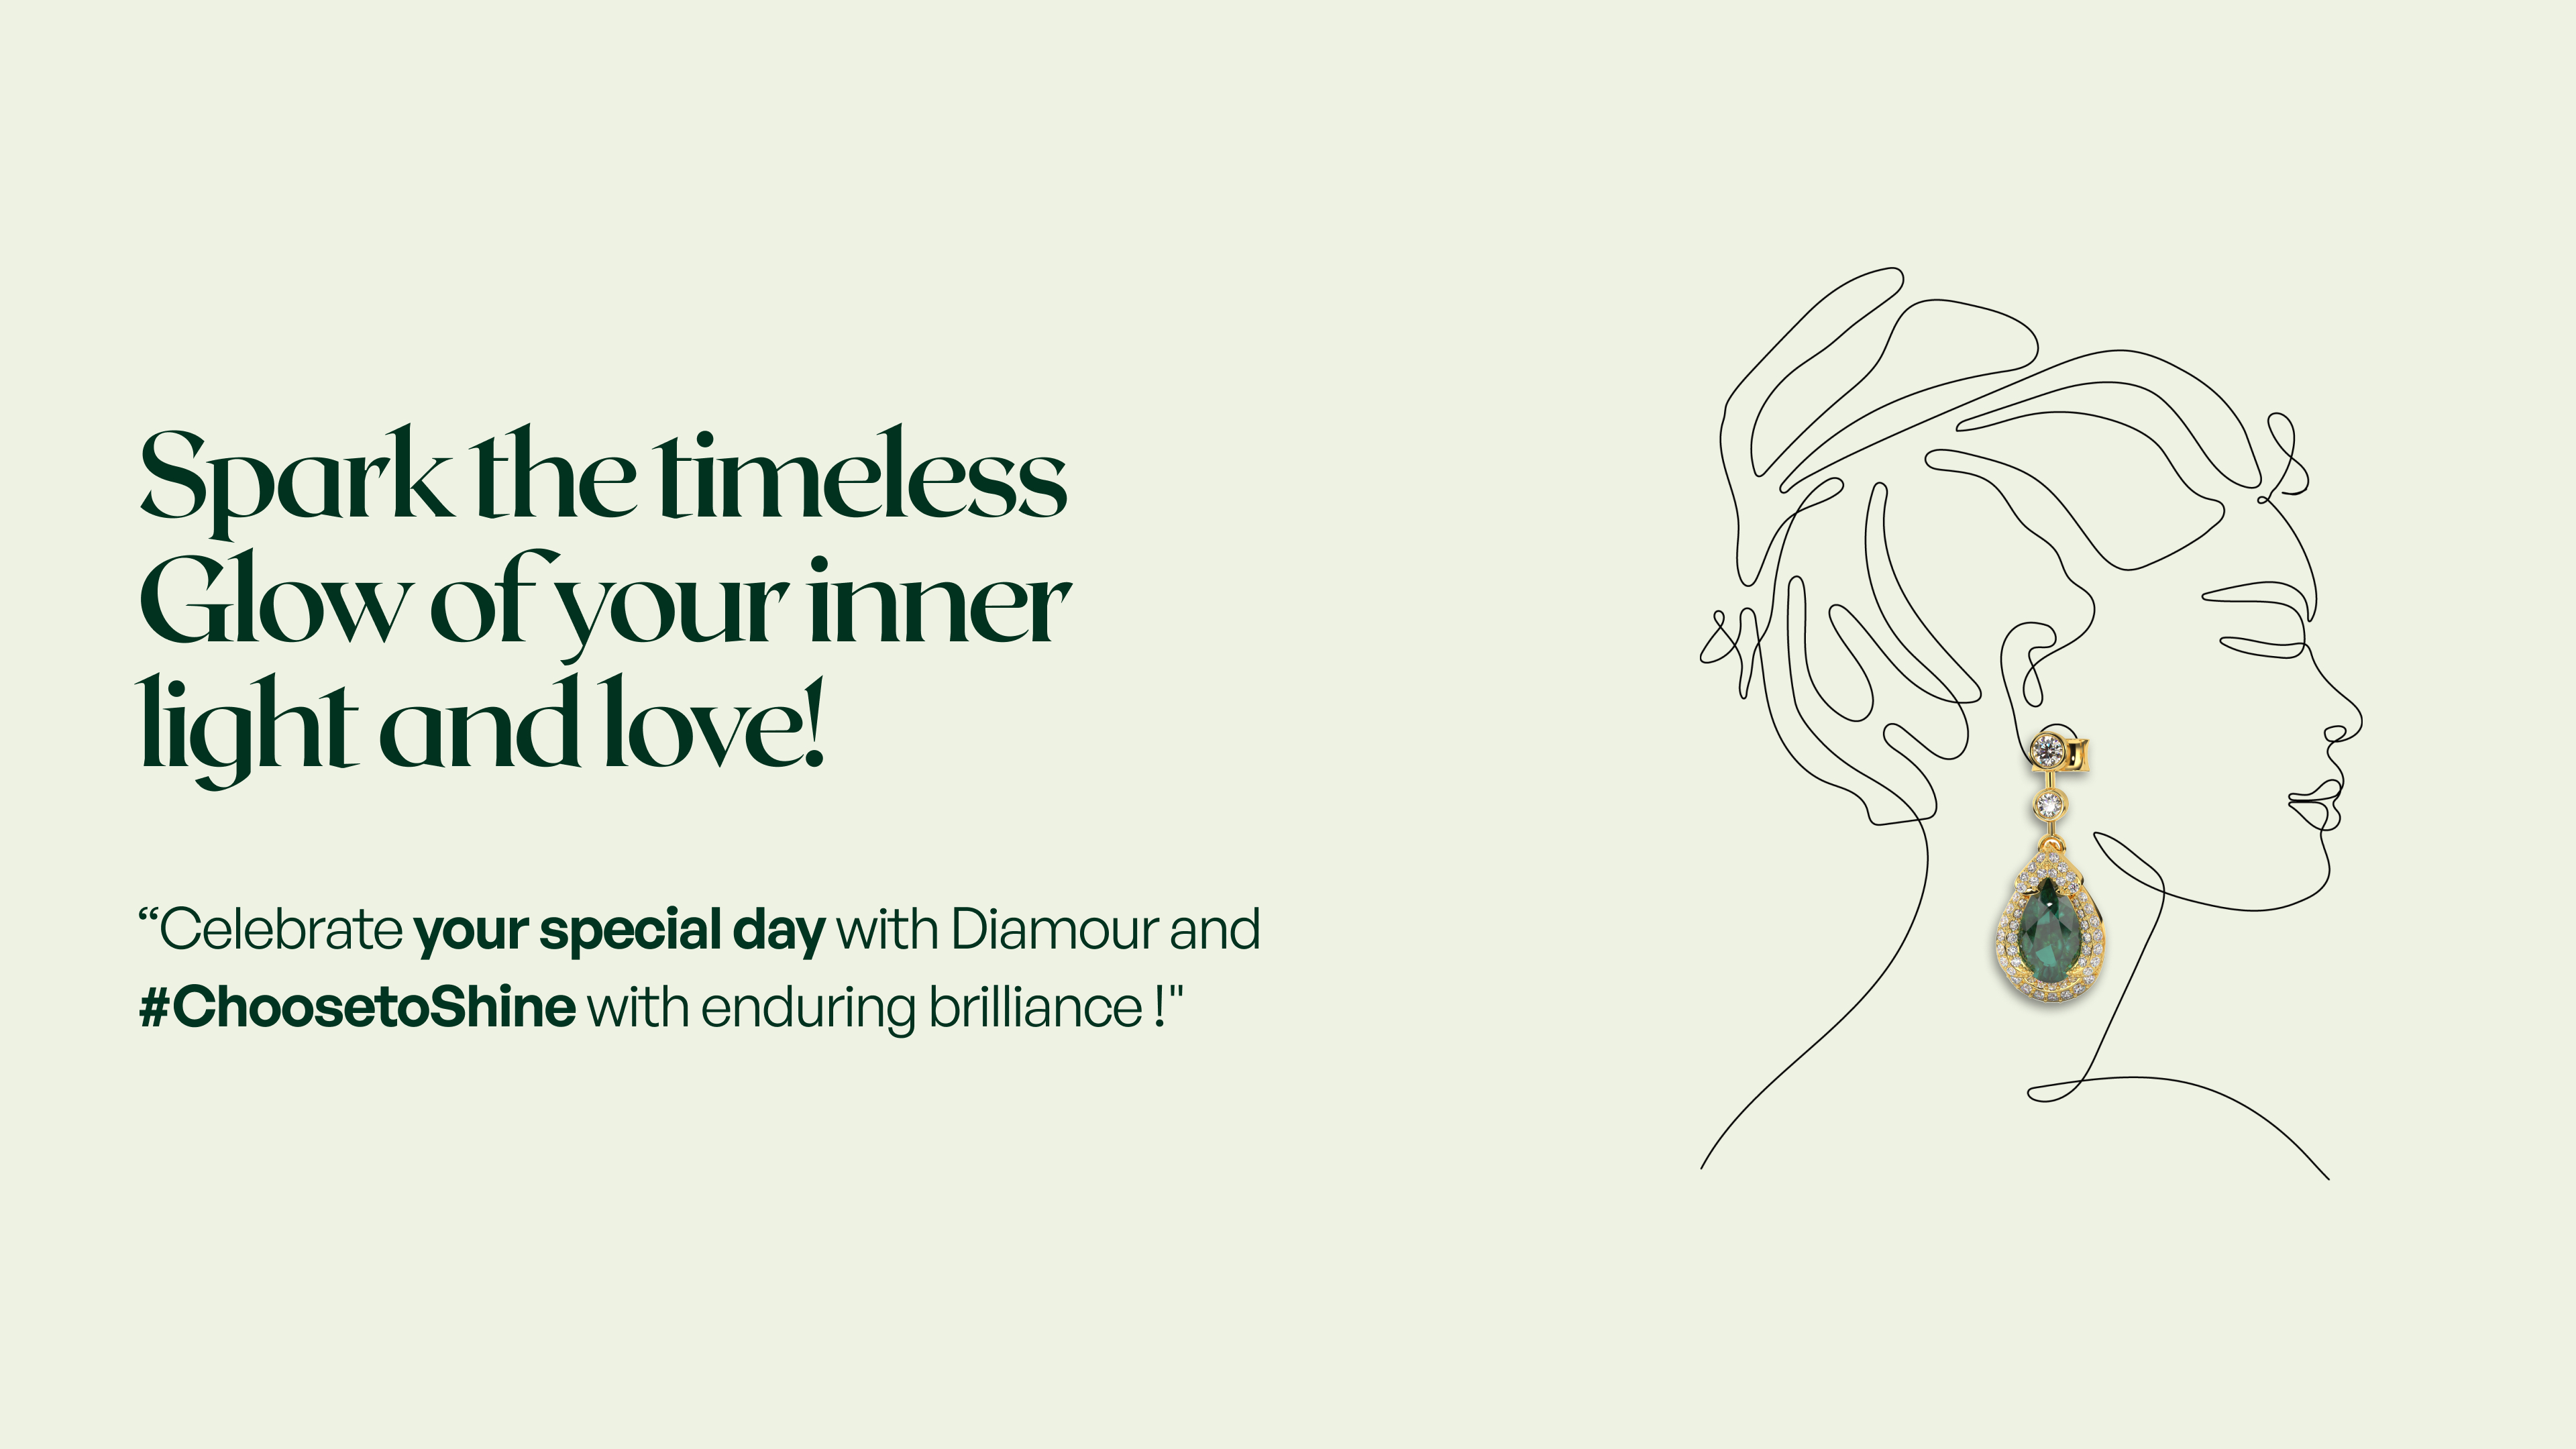 Spark the timeless
Glow of your inner
light and love!
“Celebrate your special day with Diamour and
#ChoosetoShine with enduring brilliance !"